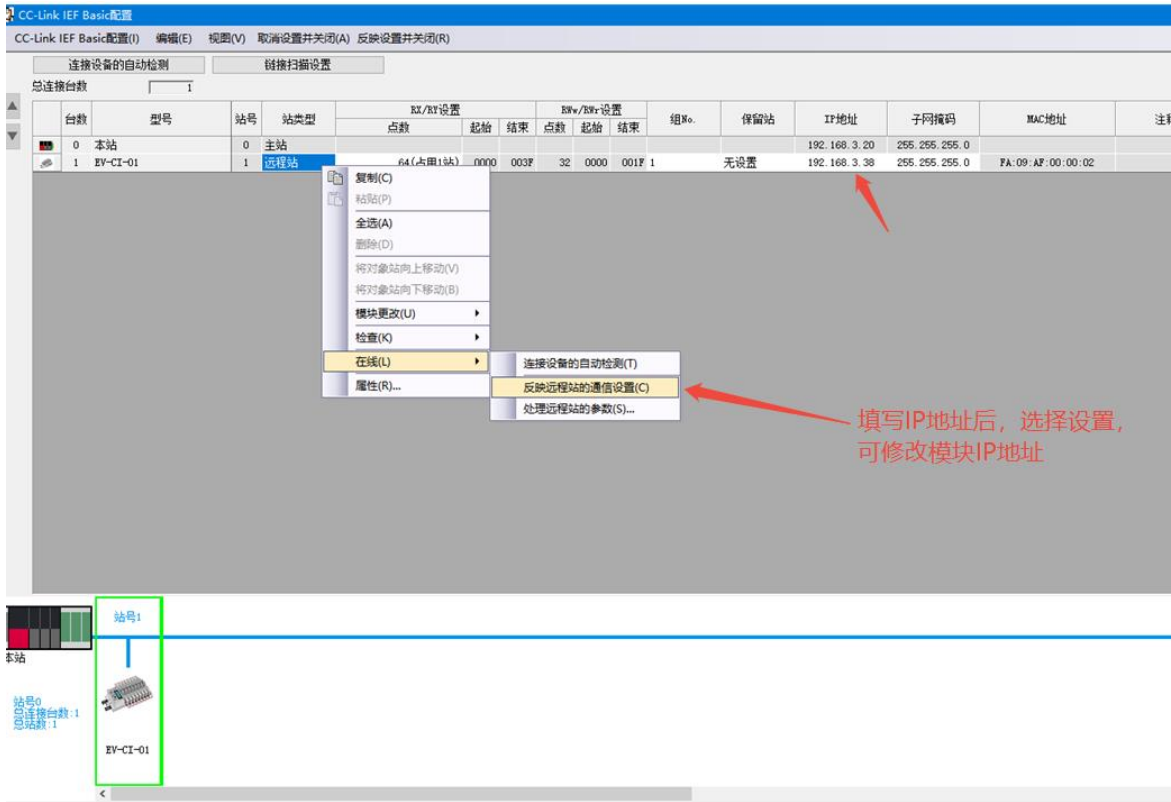 CC-Link IEF Basic配置
CC-Link IEF Basic配置(I) 编辑(E) 视图(V) 取消设置并关闭(A) 反映设置并关闭(R)
连接设备的自动检测 链接扫描设置
总连接台数 1
台数 型号 站号 站类型 RX/RY设置 RWw/RWr设置 组No. 保留站 IP地址 子网掩码 MAC地址
点数 起始 结束 点数 起始 结束
0 本站 0 主站 192.168.3.20 255.255.255.0
1 EV-CI-01 1 远程站 64(占用1站) 0000 003F 32 0000 001F 1 无设置 192.168.3.38 255.255.255.0 FA:09:AF:00:00:02
复制(C)
粘贴(P)
全选(A)
删除(D)
将对象站向上移动(V)
将对象站向下移动(B)
模块更改(U)
检查(K)
在线(L)
属性(R)...
连接设备的自动检测(T)
反映远程站的通信设置(C)
处理远程站的参数(S)...
填写IP地址后，选择设置，
可修改模块IP地址
站号1
本站
站号0
总连接台数:1
总站数:1
EV-CI-01